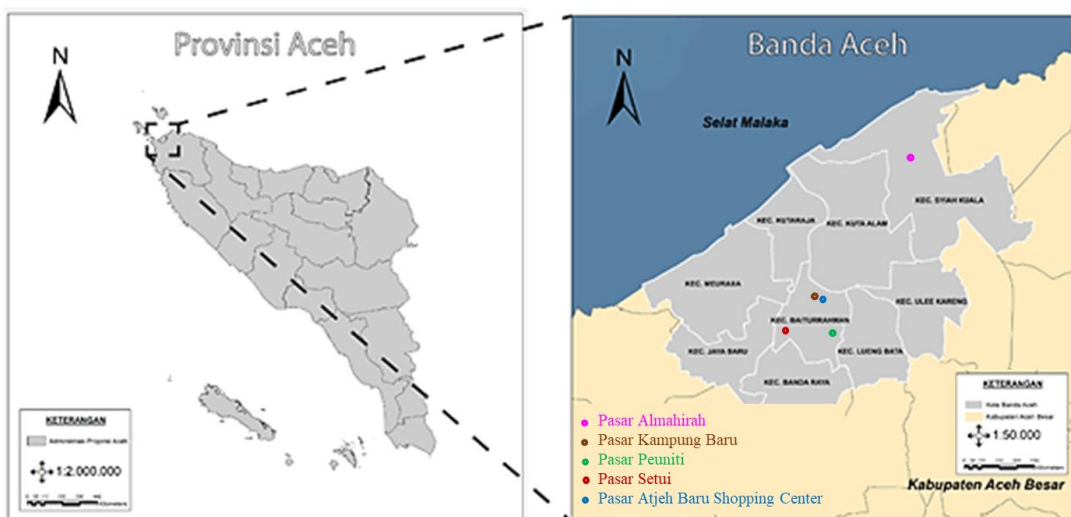 Provinsi Aceh
N
KETERANGAN
Administrasi Propinsi Aceh
1:2.000.000
Kilometers
Banda Aceh
N
Selat Malaka
KEC. SYIAH KUALA
KEC. KUTARAJA
KEC. KUTA ALAM
KEC. MEURAXA
KEC. ULEE KARENG
KEC. BAITURRAHMAN
KEC. JAYA BARU
KEC. LUENG BATA
KEC. BANDA RAYA
KETERANGAN
Kota Banda Aceh
Kabupaten Aceh Besar
1:50.000
Kilometers
Pasar Almahirah
Pasar Kampung Baru
Pasar Peuniti
Pasar Setui
Pasar Atjeh Baru Shopping Center
Kabupaten Aceh Besar